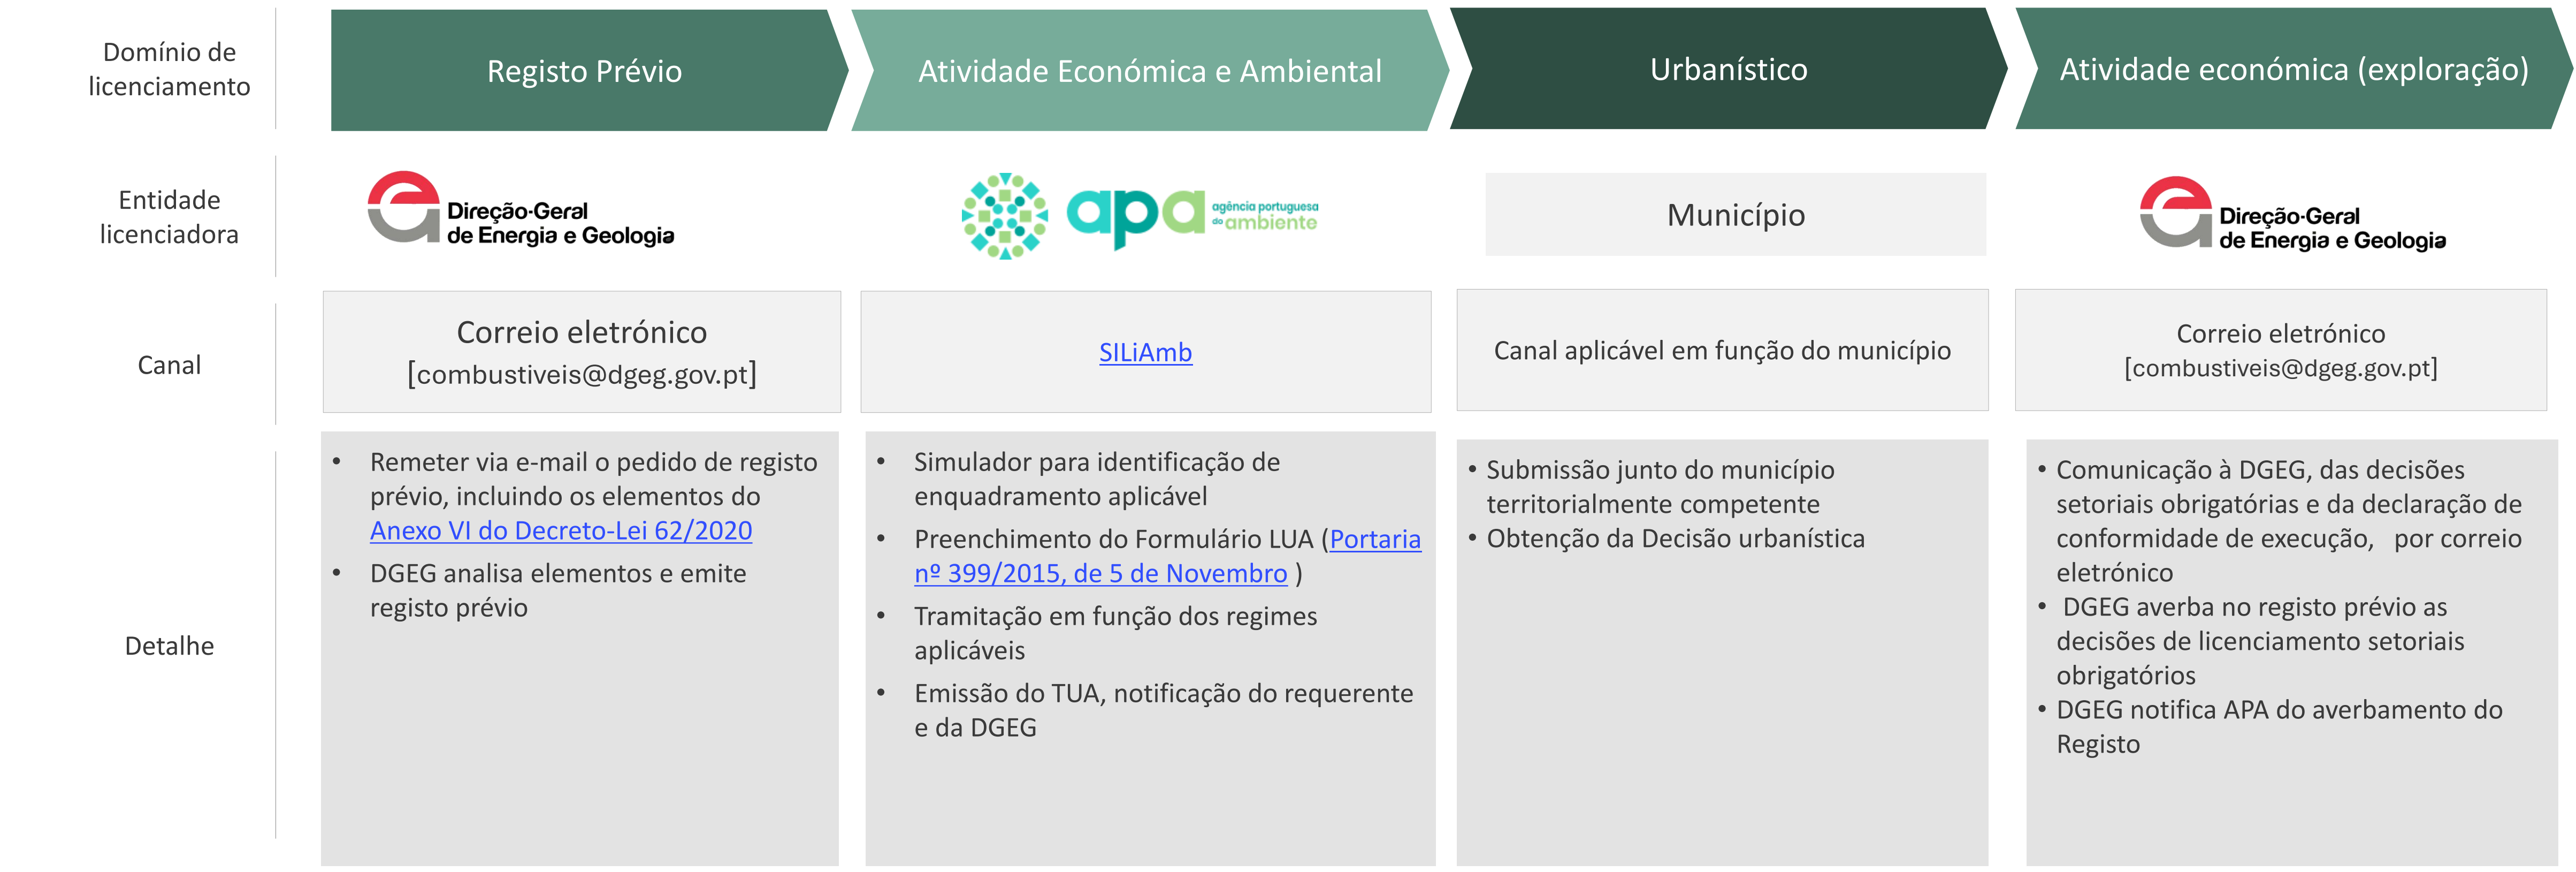 Domínio de
licenciamento
Registo Prévio
Atividade Económica e Ambiental
Urbanístico
Atividade económica (exploração)
Entidade
licenciadora
Direção-Geral
de Energia e Geologia
apa
agência portuguesa
do ambiente
Município
Direção-Geral
de Energia e Geologia
Canal
Correio eletrónico
[combustiveis@dgeg.gov.pt]
SILiAmb
Canal aplicável em função do município
Correio eletrónico
[combustiveis@dgeg.gov.pt]
Detalhe
• Remeter via e-mail o pedido de registo
prévio, incluindo os elementos do
Anexo VI do Decreto-Lei 62/2020
• DGEG analisa elementos e emite
registo prévio
• Simulador para identificação de
enquadramento aplicável
• Preenchimento do Formulário LUA (Portaria
nº 399/2015, de 5 de Novembro )
• Tramitação em função dos regimes
aplicáveis
• Emissão do TUA, notificação do requerente
e da DGEG
• Submissão junto do município
territorialmente competente
• Obtenção da Decisão urbanística
• Comunicação à DGEG, das decisões
setoriais obrigatórias e da declaração de
conformidade de execução, por correio
eletrónico
• DGEG averba no registo prévio as
decisões de licenciamento setoriais
obrigatórios
• DGEG notifica APA do averbamento do
Registo